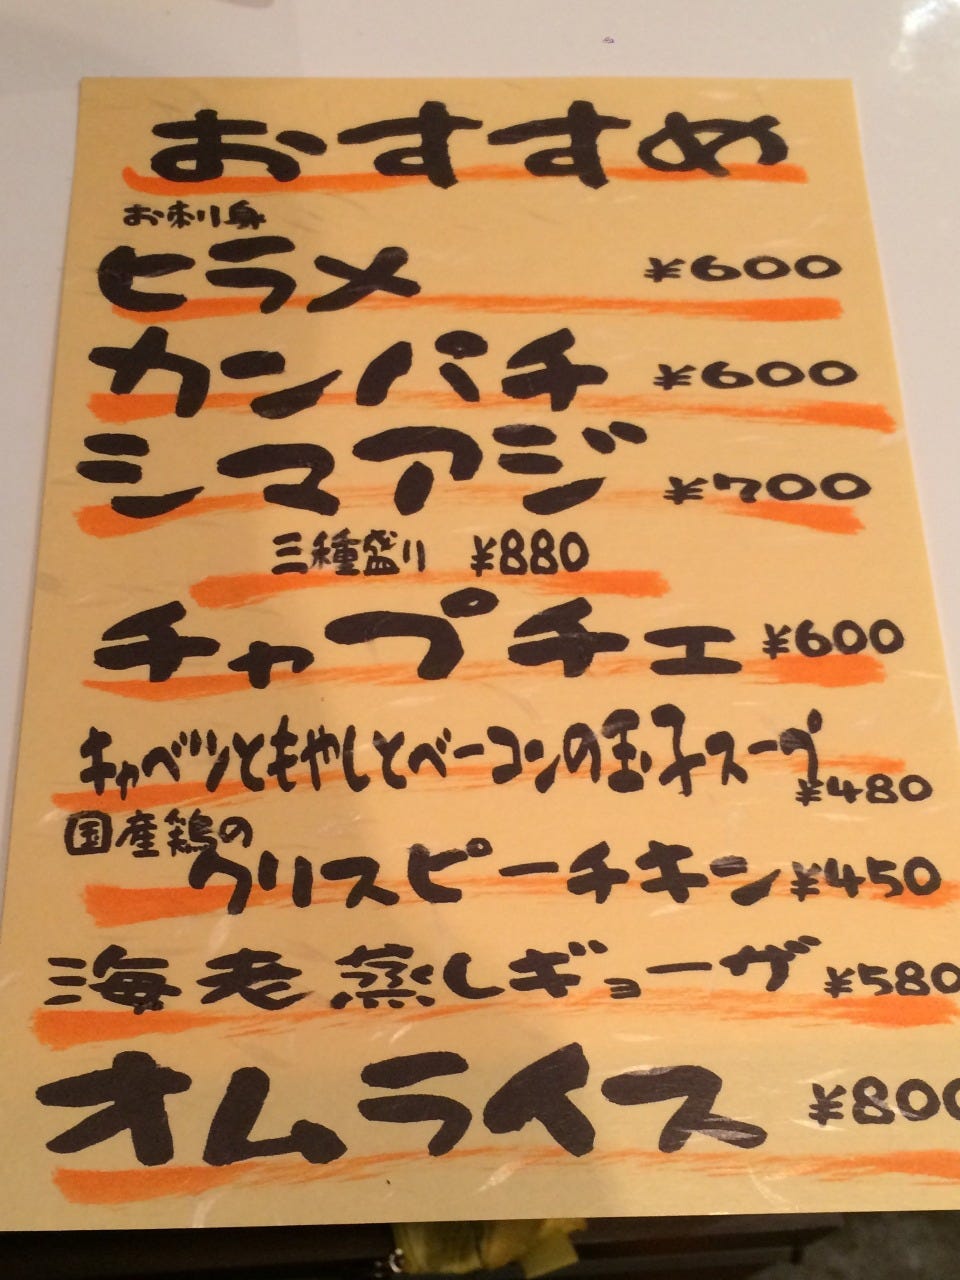 おすすめ
お刺身
ヒラメ ¥600
カンパチ ¥600
シマアジ ¥700
三種盛り ¥880
チャプチェ ¥600
キャベツともやしとベーコンの玉子スープ
¥480
国産鶏の
クリスピーチキン ¥450
海老蒸しギョーザ ¥580
オムライス ¥800